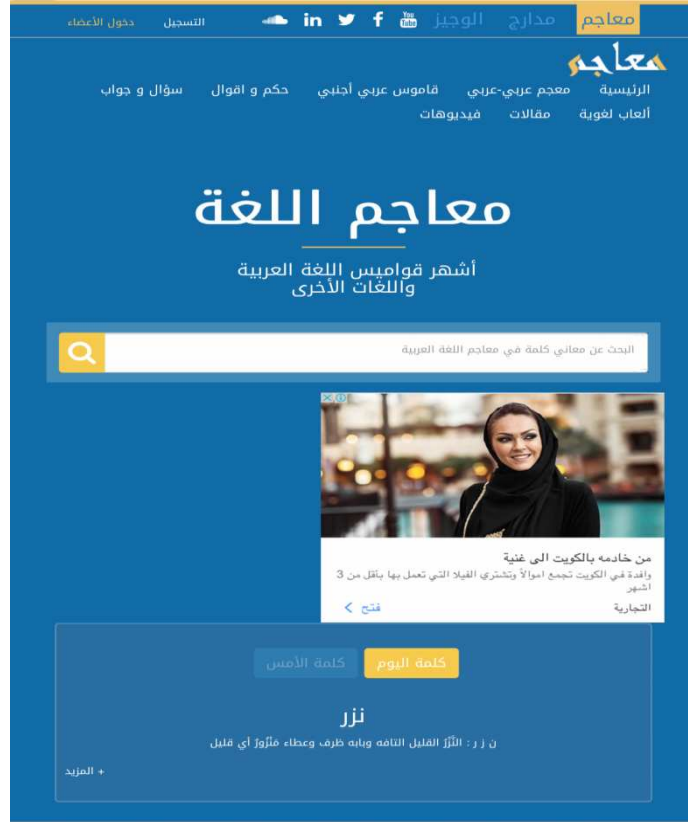 معاجم مدارج الوجيز You Tube f in التسجيل دخول الأعضاء
معاجم
الرئيسية معجم عربي-عربي قاموس عربي أجنبي حكم و اقوال سؤال و جواب
ألعاب لغوية مقالات فيديوهات
معاجم اللغة
أشهر قواميس اللغة العربية
واللغات الأخرى
البحث عن معاني كلمة في معاجم اللغة العربية
من خادمه بالكويت الى غنية
وافدة في الكويت تجمع اموالاً وتشتري الفيلا التي تعمل بها بأقل من 3
اشهر
التجارية فتح
كلمة اليوم كلمة الأمس
نزر
ن ز ر : النَّزْرُ القليل التافه وبابه ظرف وعطاء مَنْزُورٌ أي قليل
+ المزيد